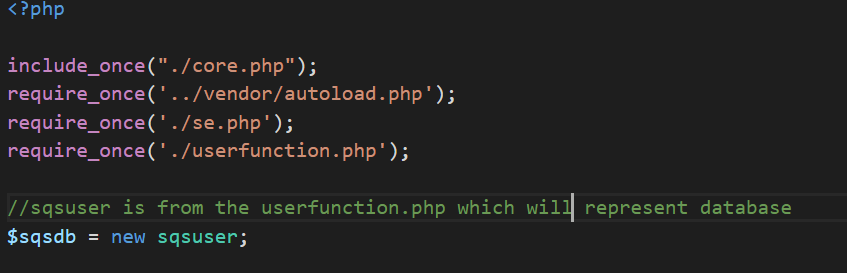 <?php
include_once("./core.php");
require_once('../vendor/autoload.php');
require_once('./se.php');
require_once('./userfunction.php');
//sqsuser is from the userfunction.php which will represent database
$sqsdb = new sqsuser;